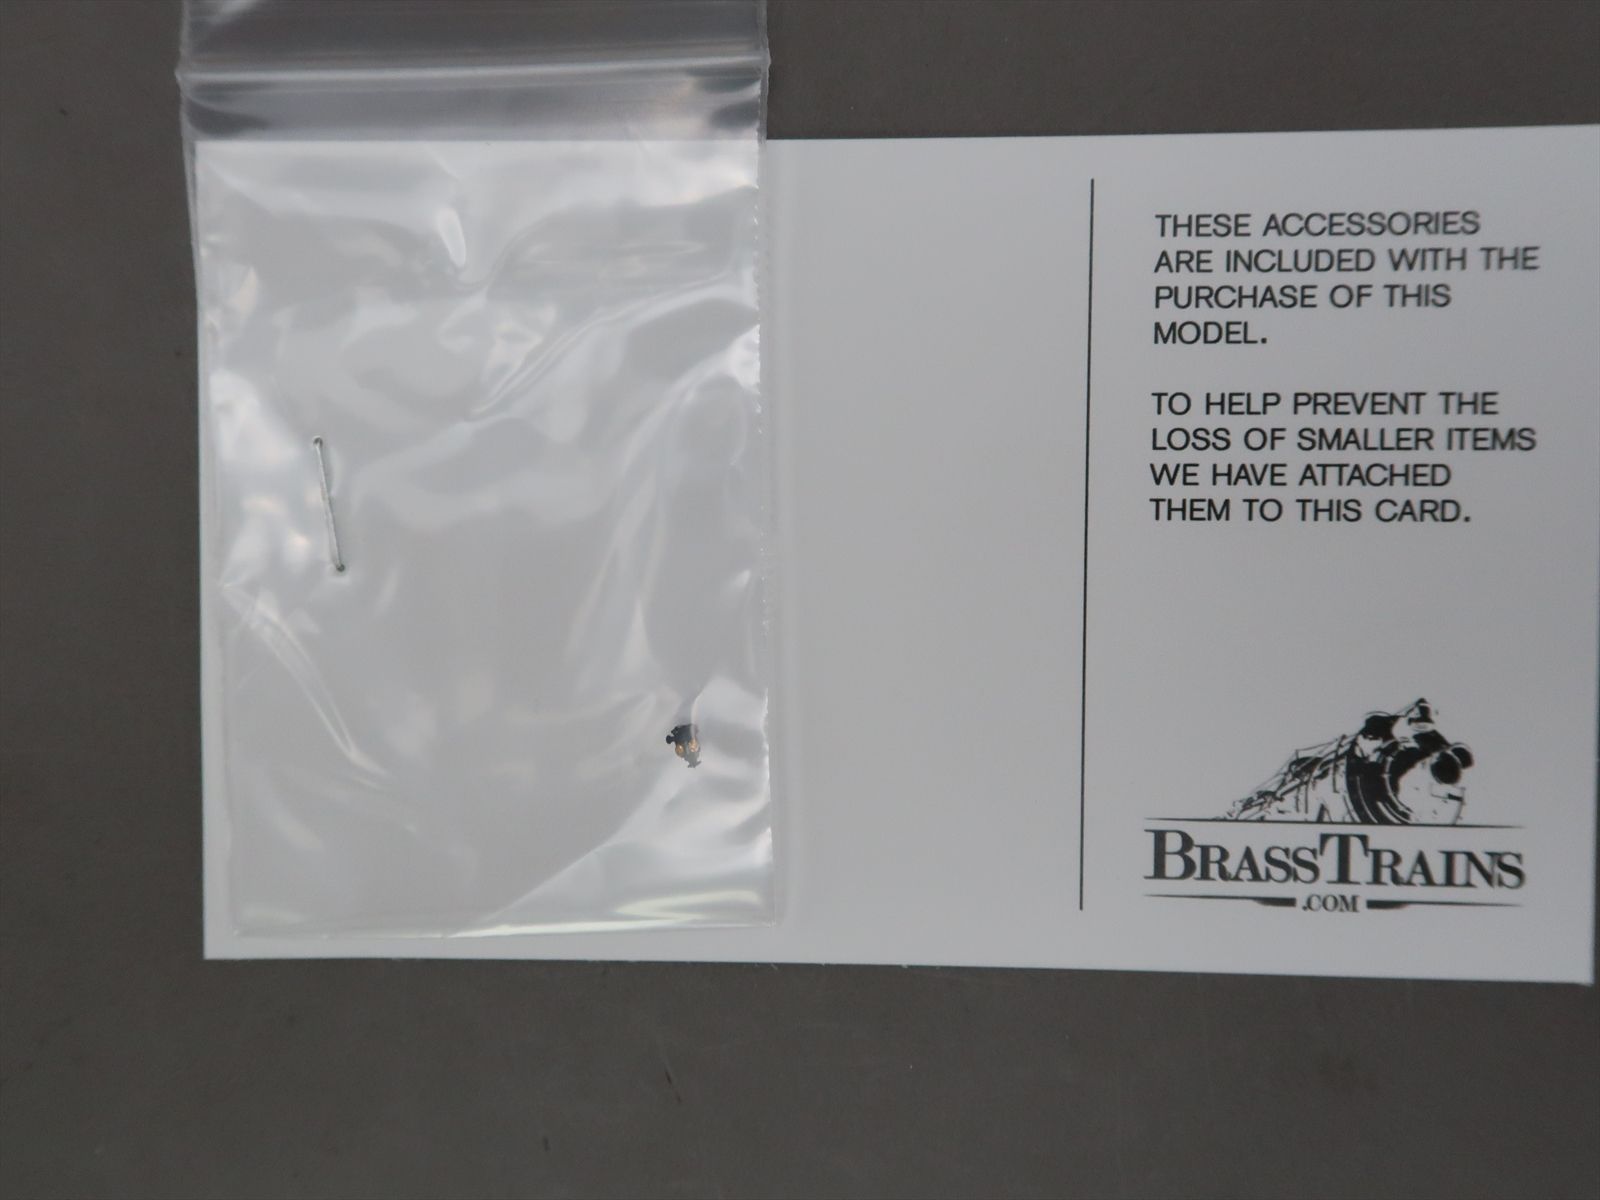 THESE ACCESSORIES
ARE INCLUDED WITH THE
PURCHASE OF THIS
MODEL.
TO HELP PREVENT THE
LOSS OF SMALLER ITEMS
WE HAVE ATTACHED
THEM TO THIS CARD.
BRASSTRAINS
.COM